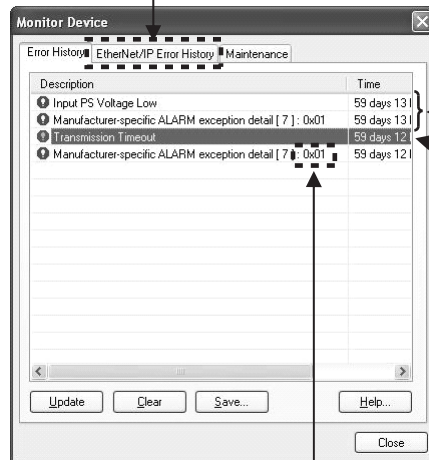 Monitor Device
Error History EtherNet/IP Error History Maintenance
Description Time
Input PS Voltage Low 59 days 13
Manufacturer-specific ALARM exception detail [ 7 ] : 0x01 59 days 13
Transmission Timeout 59 days 12
Manufacturer-specific ALARM exception detail [ 7 ] : 0x01 59 days 12
Update Clear Save... Help...
Close